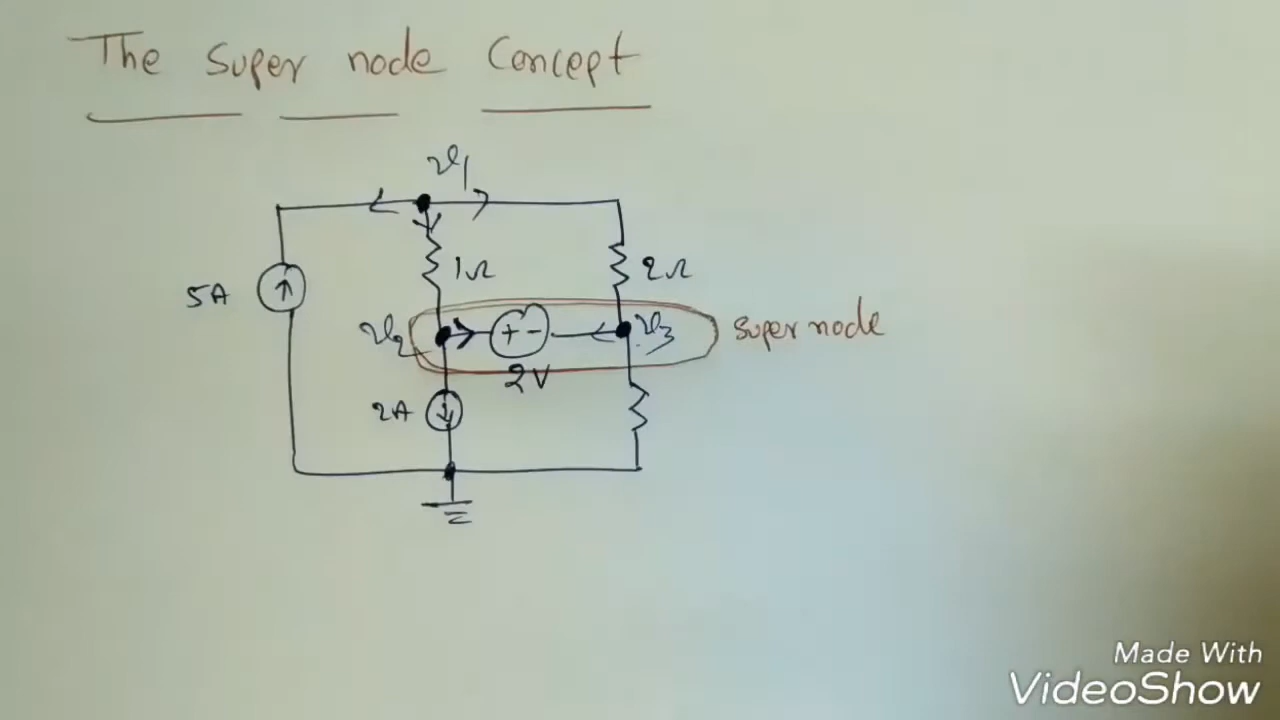 The super node Concept
v1
1Ω
2Ω
5A
v2
+ -
v3
super node
2V
2A
Made With
VideoShow